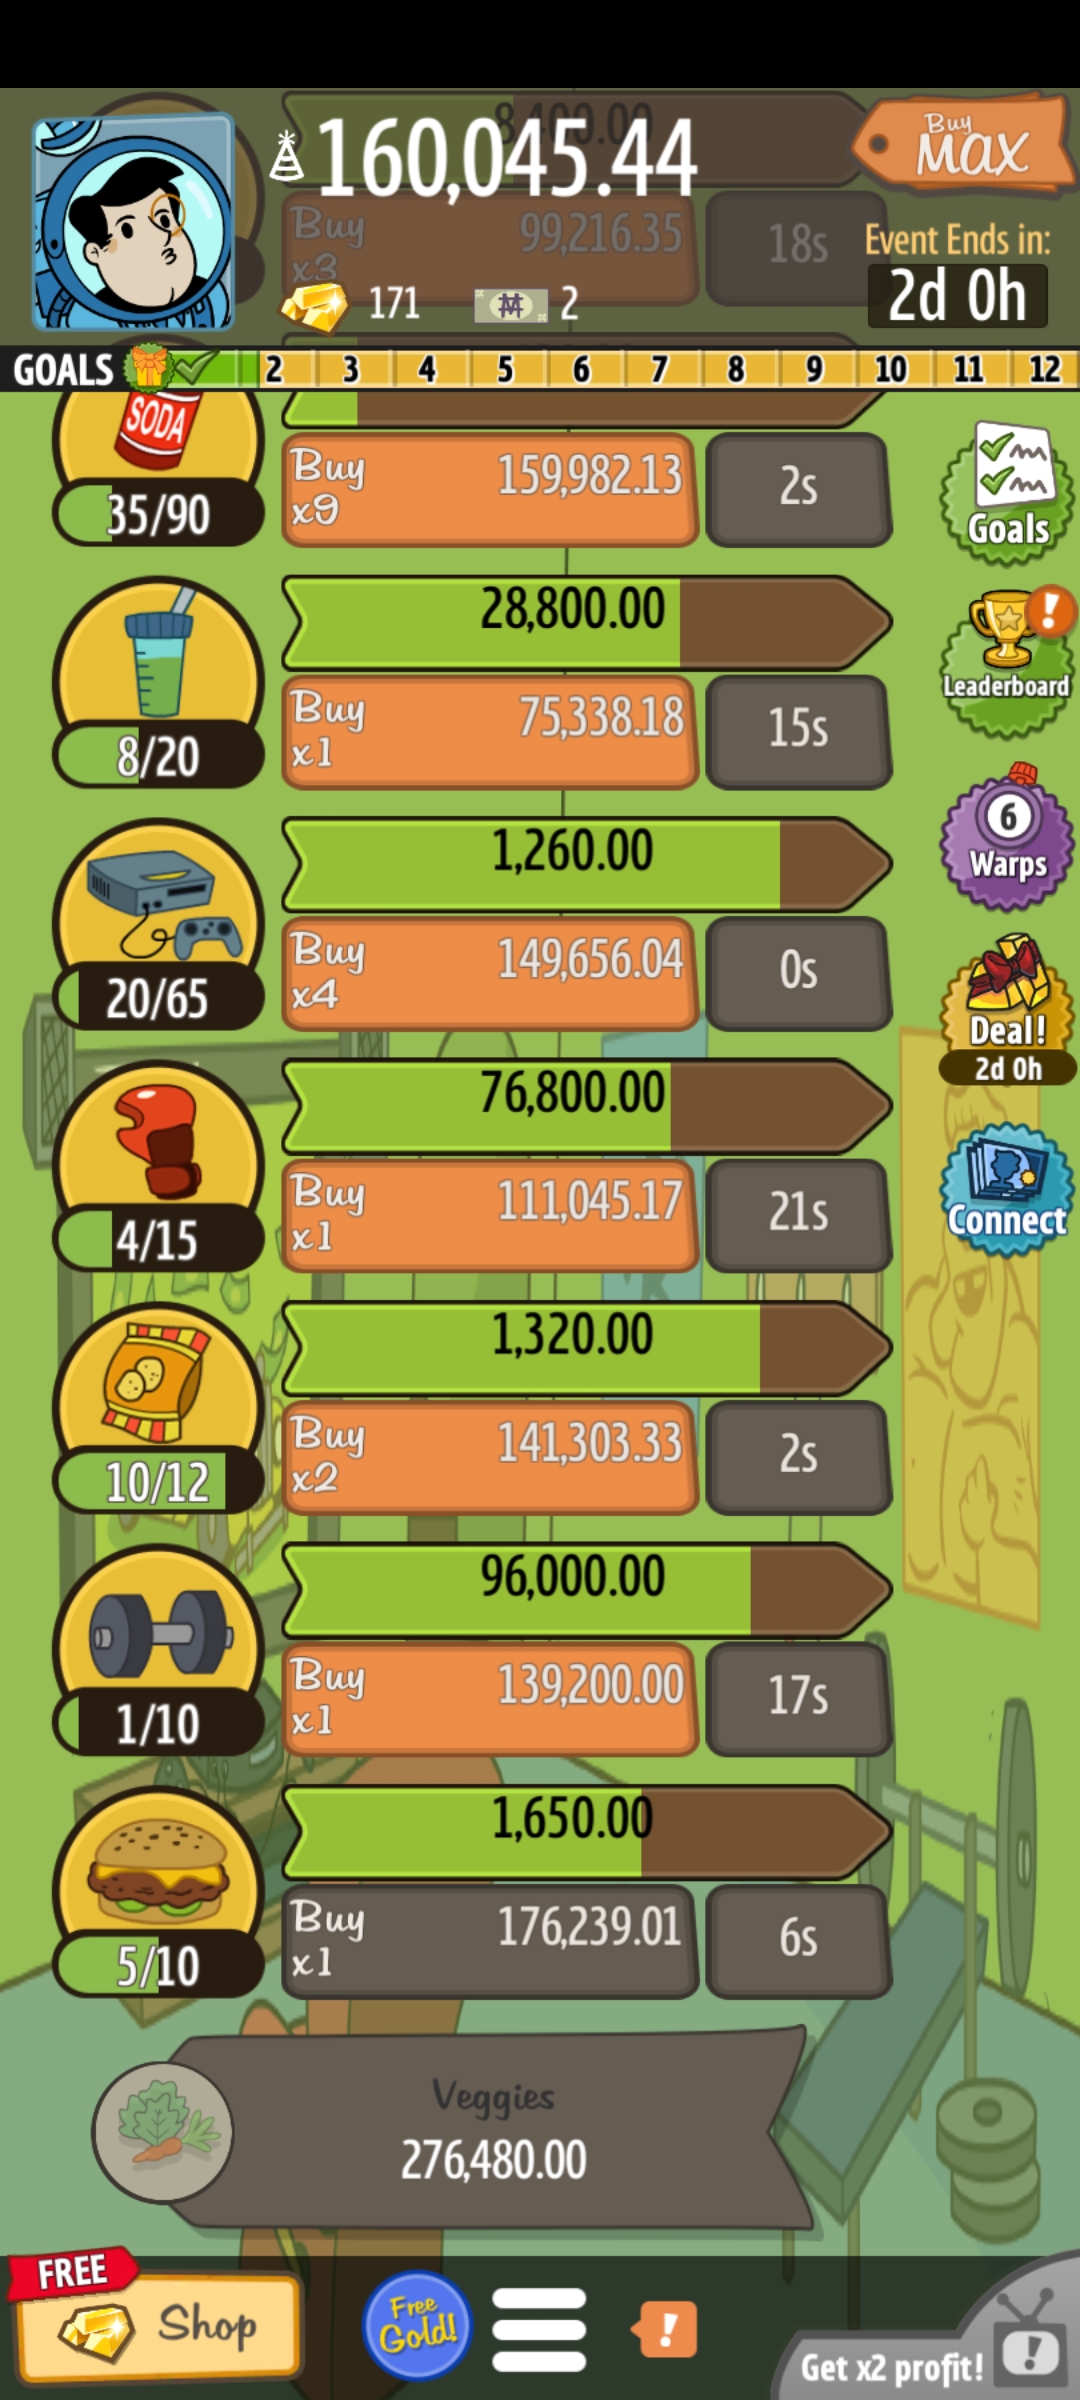 8,400.00
160,045.44
Buy
MAX
Buy
x3
99,216.35
18s
Event Ends in:
2d 0h
171
2
GOALS 2 3 4 5 6 7 8 9 10 11 12
SODA
35/90
Buy
x9
159,982.13
2s
Goals
28,800.00
8/20
Buy
x1
75,338.18
15s
Leaderboard
1,260.00
20/65
Buy
x4
149,656.04
0s
6
Warps
Deal!
2d 0h
76,800.00
4/15
Buy
x1
111,045.17
21s
Connect
1,320.00
10/12
Buy
x2
141,303.33
2s
96,000.00
1/10
Buy
x1
139,200.00
17s
1,650.00
5/10
Buy
x1
176,239.01
6s
Veggies
276,480.00
FREE
Shop
Free
Gold!
!
Get x2 profit!